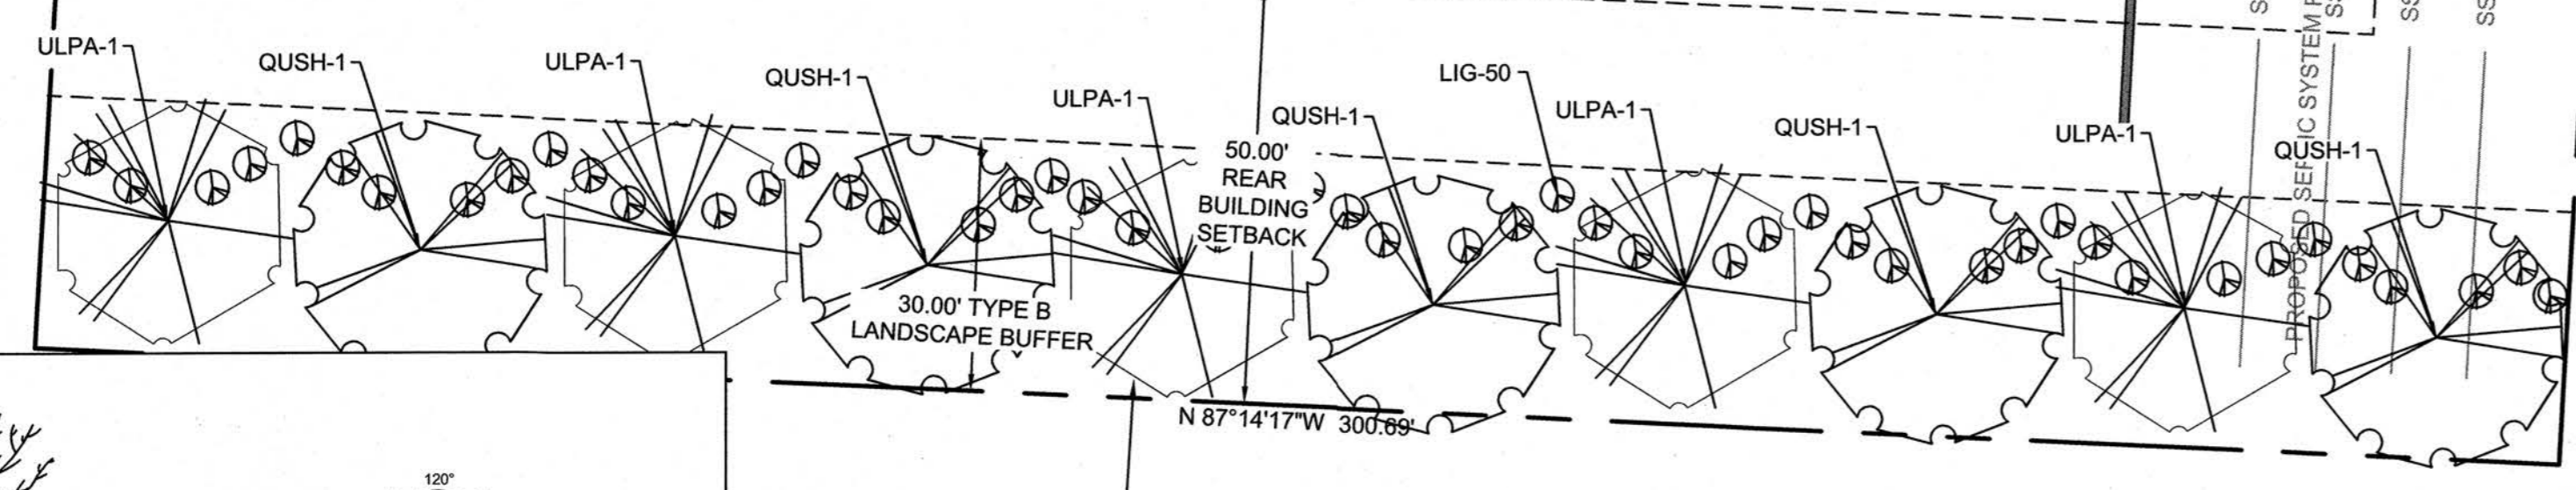 ULPA-1
QUSH-1
ULPA-1
QUSH-1
ULPA-1
QUSH-1
LIG-50
ULPA-1
QUSH-1
ULPA-1
QUSH-1
50.00'
REAR
BUILDING
SETBACK
30.00' TYPE B
LANDSCAPE BUFFER
N 87°14'17"W 300.69'
120°
PROPOSED SEPTIC SYSTEM
SS
SS